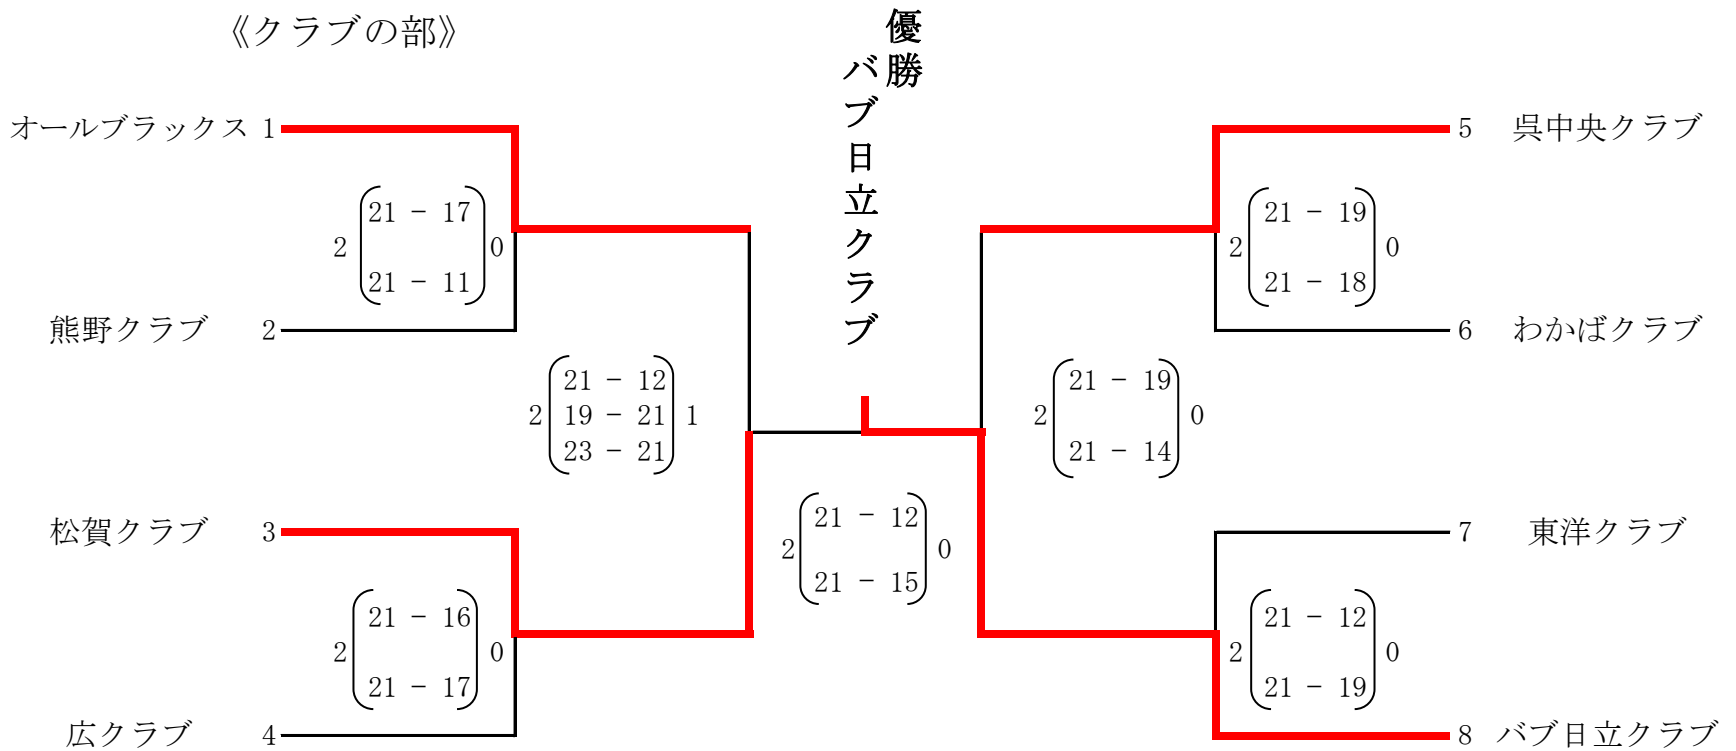 《クラブの部》
優勝
バブ日立クラブ
オールブラックス 1
21 － 17
2 0
21 － 11
熊野クラブ 2
21 － 12
2 19 － 21 1
23 － 21
松賀クラブ 3
21 － 16
2 0
21 － 17
広クラブ 4
21 － 12
2 0
21 － 15
5 呉中央クラブ
21 － 19
2 0
21 － 18
6 わかばクラブ
21 － 19
2 0
21 － 14
7 東洋クラブ
21 － 12
2 0
21 － 19
8 バブ日立クラブ